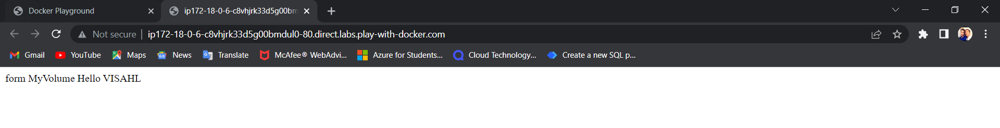 Docker Playground
ip172-18-0-6-c8vhjrk33d5g00bm
Not secure ip172-18-0-6-c8vhjrk33d5g00bmdul0-80.direct.labs.play-with-docker.com
Gmail YouTube Maps News Translate McAfee® WebAdvi... Azure for Students... Cloud Technology... Create a new SQL p...
form MyVolume Hello VISAHL